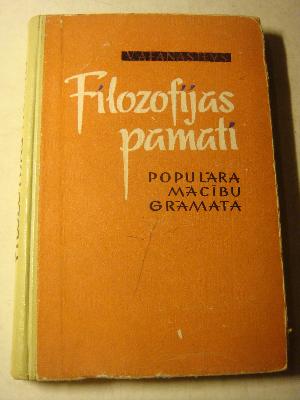 V. AFANASJEVS
Filozofijas
pamati
POPULĀRA
MĀCĪBU
GRĀMATA